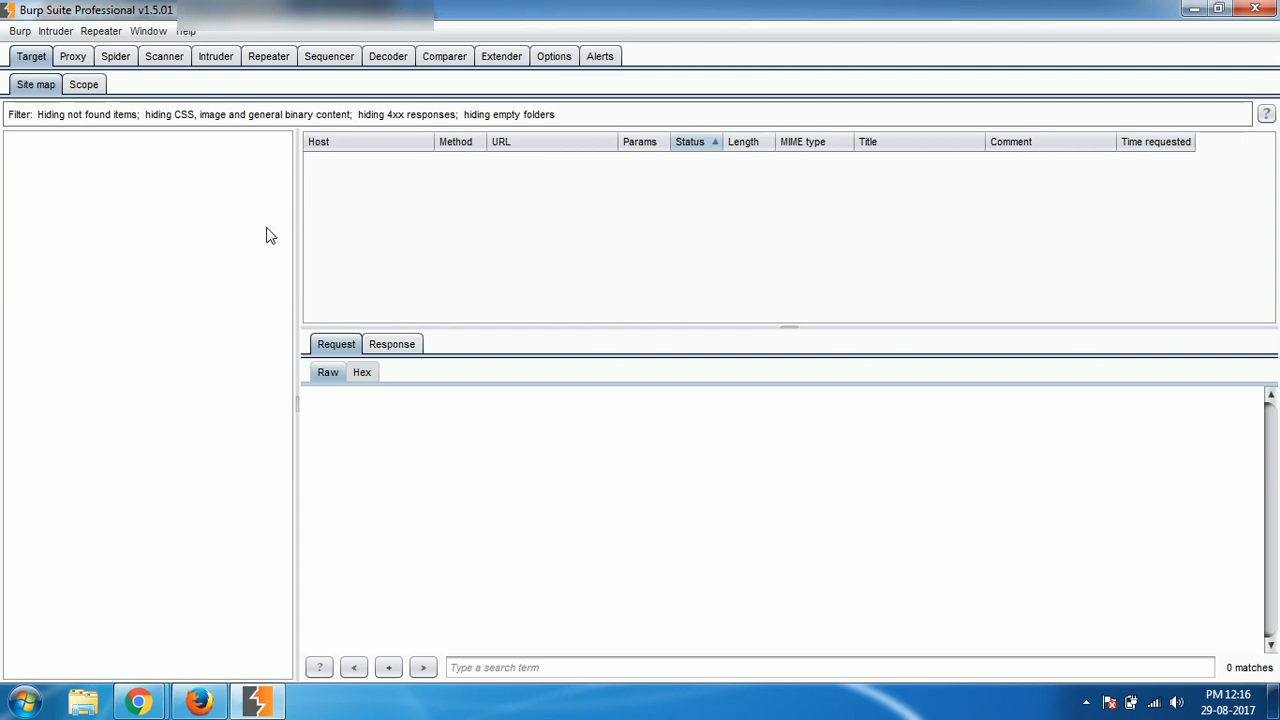 Burp Suite Professional v1.5.01
Burp Intruder Repeater Window Help
Target Proxy Spider Scanner Intruder Repeater Sequencer Decoder Comparer Extender Options Alerts
Site map Scope
Filter: Hiding not found items; hiding CSS, image and general binary content; hiding 4xx responses; hiding empty folders ?
Host Method URL Params Status Length MIME type Title Comment Time requested
Request Response
Raw Hex
? < + > Type a search term 0 matches
PM 12:16
29-08-2017